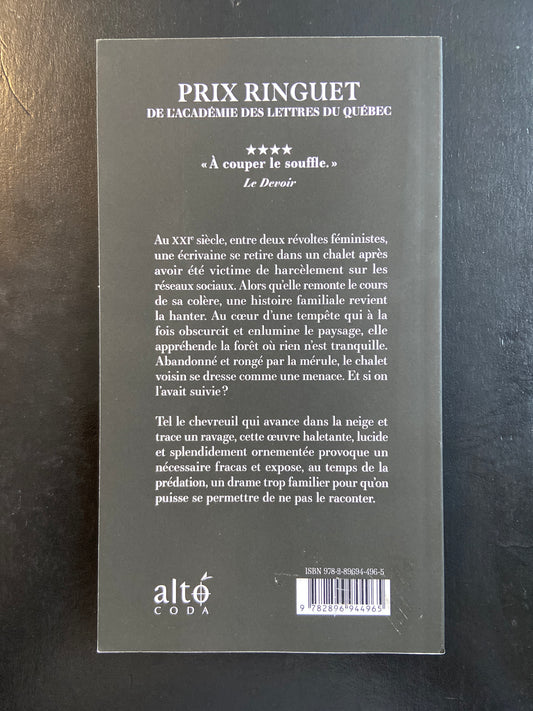 PRIX RINGUET
DE L'ACADÉMIE DES LETTRES DU QUÉBEC
★★★★
« À couper le souffle. »
Le Devoir
Au XXIe siècle, entre deux révoltes féministes,
une écrivaine se retire dans un chalet après
avoir été victime de harcèlement sur les
réseaux sociaux. Alors qu'elle remonte le cours
de sa colère, une histoire familiale revient
la hanter. Au cœur d'une tempête qui à la
fois obscurcit et enlumine le paysage, elle
appréhende la forêt où rien n'est tranquille.
Abandonné et rongé par la mérule, le chalet
voisin se dresse comme une menace. Et si on
l'avait suivie ?
Tel le chevreuil qui avance dans la neige et
trace un ravage, cette œuvre haletante, lucide
et splendidement ornementée provoque un
nécessaire fracas et expose, au temps de la
prédation, un drame trop familier pour qu'on
puisse se permettre de ne pas le raconter.
ISBN 978-2-89694-496-5
9 782896 944965
alto
CODA